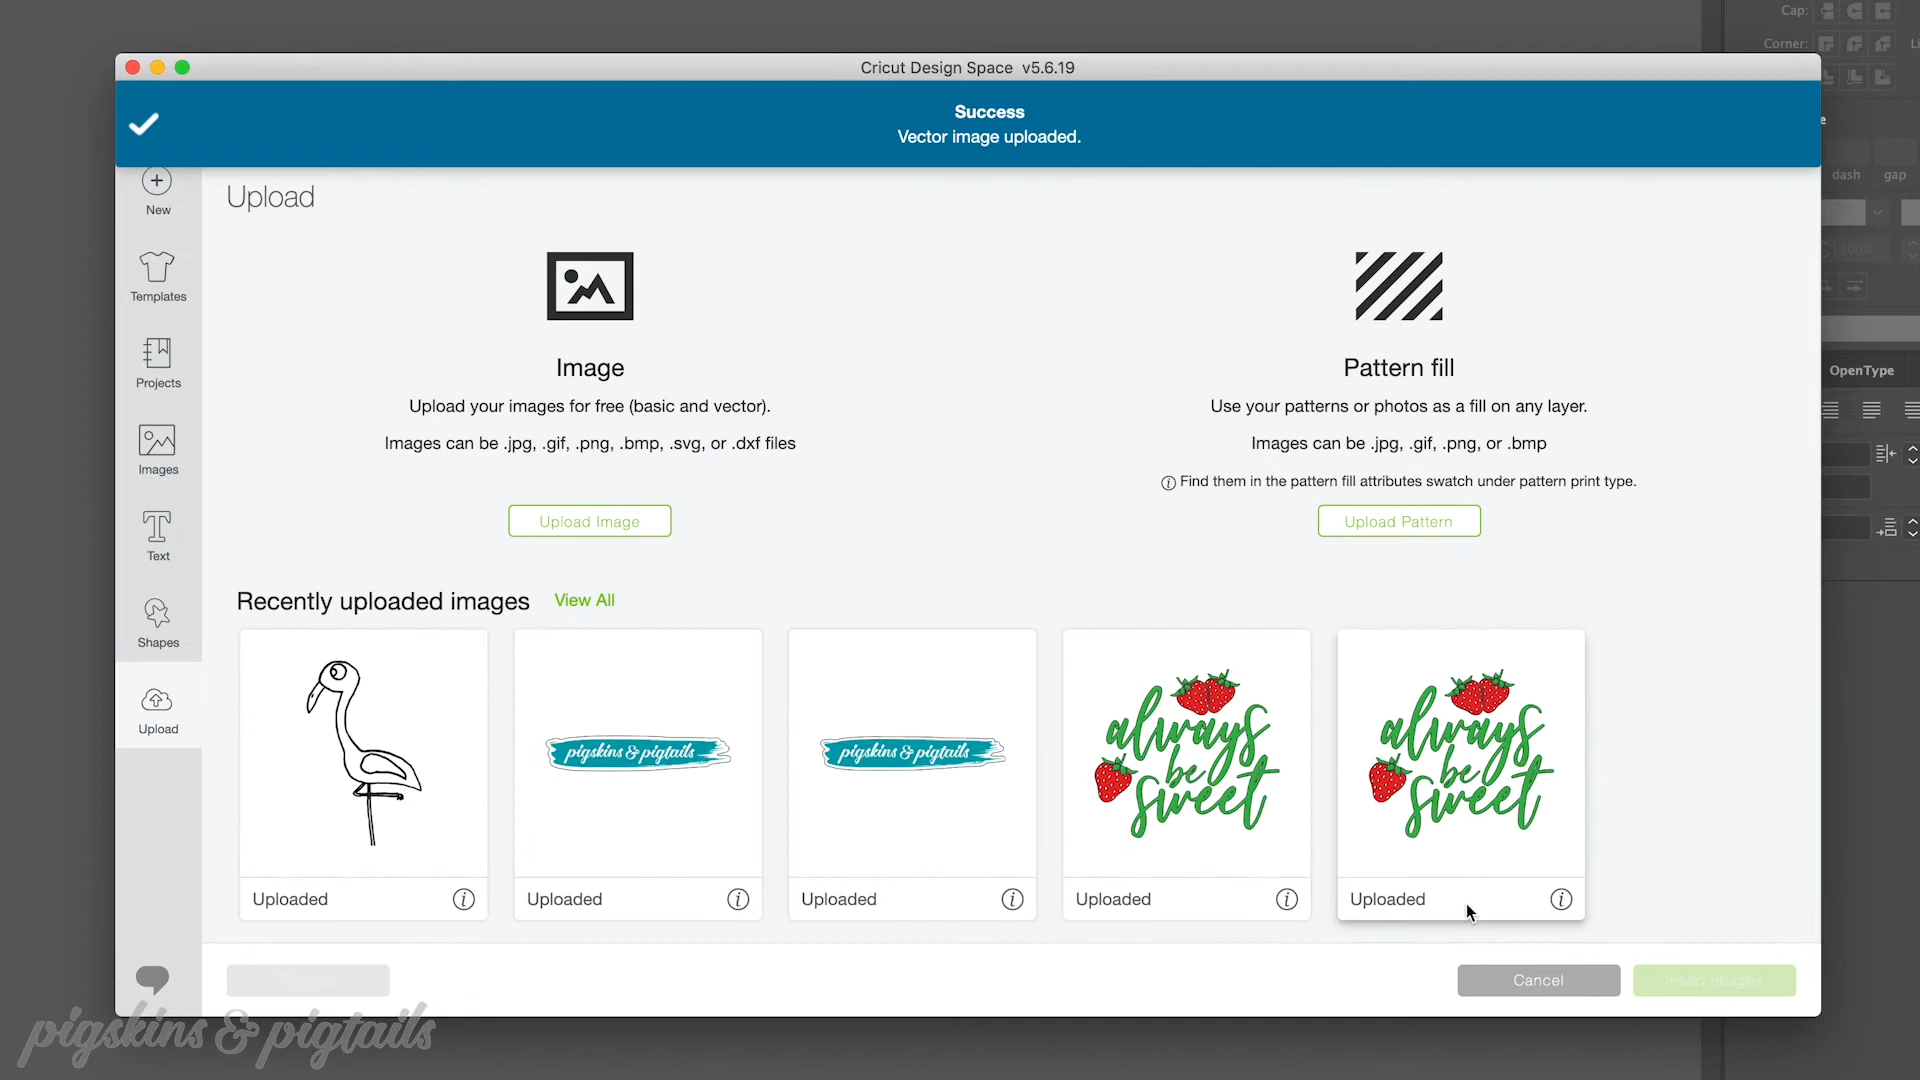 Cap:
Corner:
Cricut Design Space v5.6.19
Success
Vector image uploaded.
dash gap
New
Upload
Templates
Projects
Images
Text
Shapes
Upload
Image
Upload your images for free (basic and vector).
Images can be .jpg, .gif, .png, .bmp, .svg, or .dxf files
Upload Image
Pattern fill
Use your patterns or photos as a fill on any layer.
Images can be .jpg, .gif, .png, or .bmp
Find them in the pattern fill attributes swatch under pattern print type.
Upload Pattern
OpenType
Recently uploaded images View All
pigskins & pigtails
pigskins & pigtails
always
be
sweet
always
be
sweet
Uploaded
Uploaded
Uploaded
Uploaded
Uploaded
Cancel
Insert Images
pigskins & pigtails